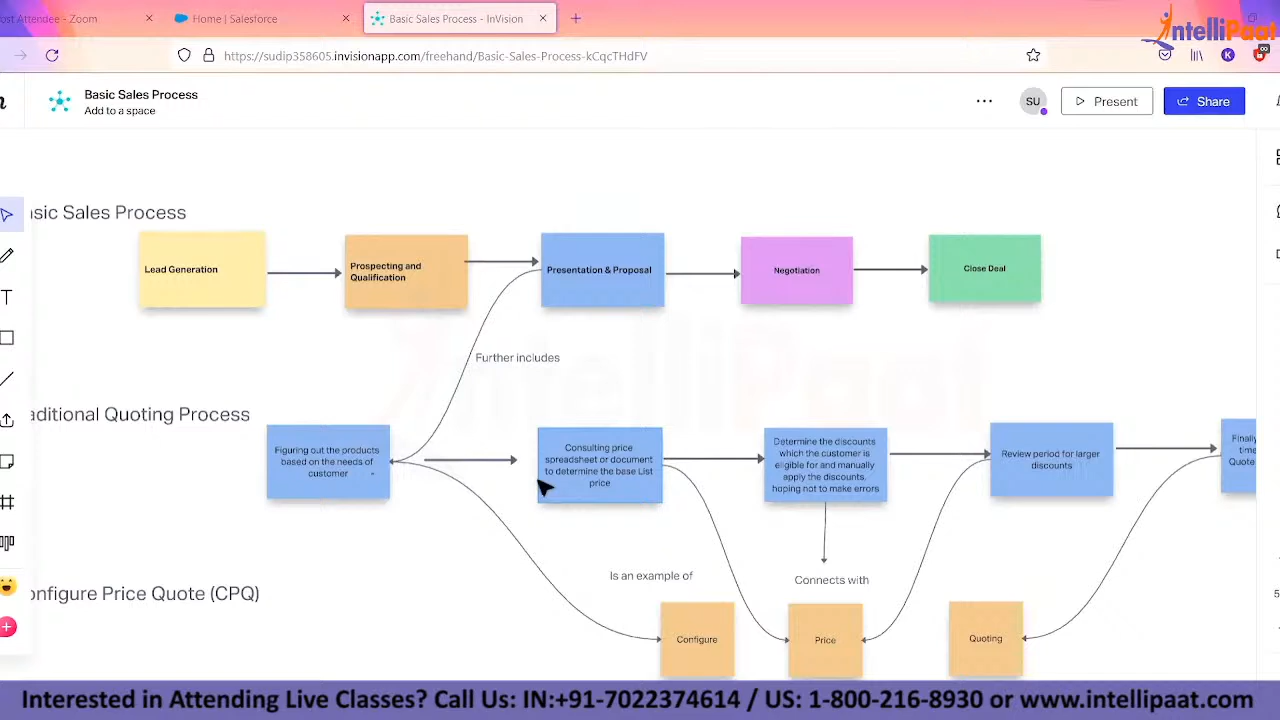 ost Attendee - Zoom
Home | Salesforce
Basic Sales Process - InVision
IntelliPaat
https://sudip358605.invisionapp.com/freehand/Basic-Sales-Process-kCqcTHdFV
K
Basic Sales Process
Add to a space
SU
Present
Share
asic Sales Process
Lead Generation
Prospecting and
Qualification
Presentation & Proposal
Negotiation
Close Deal
Further includes
IntelliPaat
aditional Quoting Process
Figuring out the products
based on the needs of
customer
Consulting price
spreadsheet or document
to determine the base List
price
Determine the discounts
which the customer is
eligible for and manually
apply the discounts,
hoping not to make errors
Review period for larger
discounts
Finally
time
Quote
Is an example of
Connects with
onfigure Price Quote (CPQ)
Configure
Price
Quoting
5
Interested in Attending Live Classes? Call Us: IN:+91-7022374614 / US: 1-800-216-8930 or www.intellipaat.com